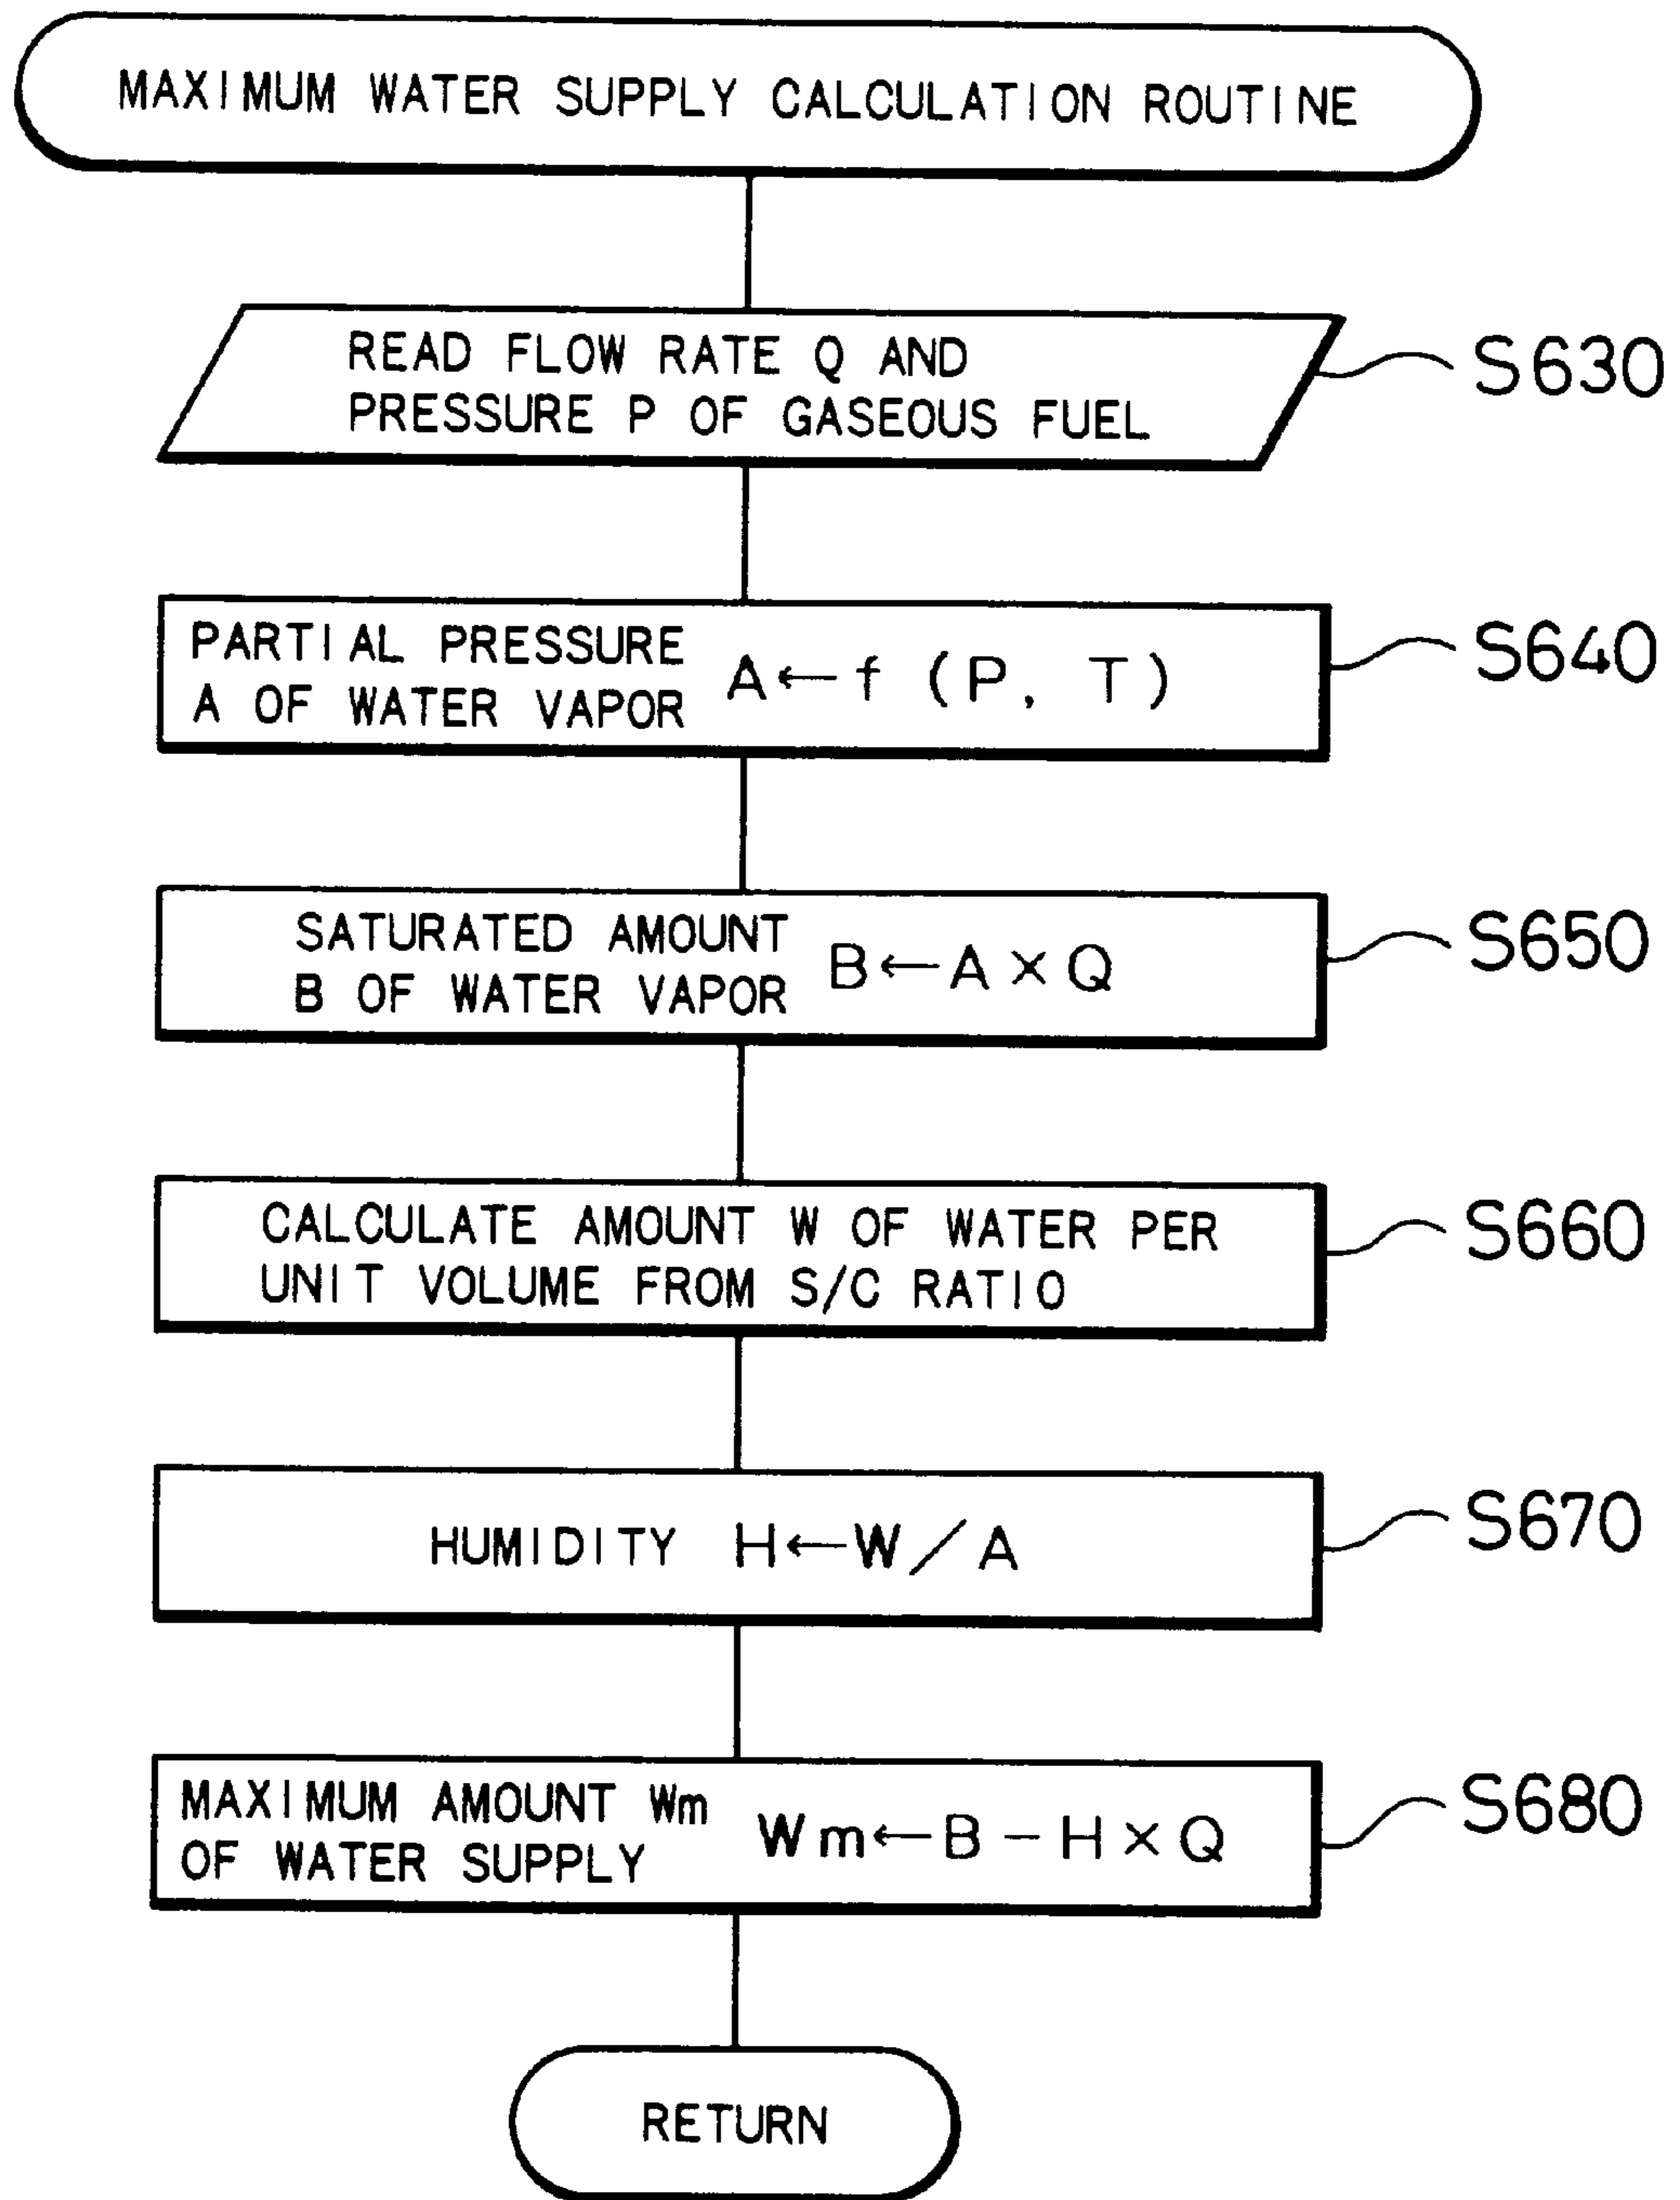 MAXIMUM WATER SUPPLY CALCULATION ROUTINE
READ FLOW RATE Q AND
PRESSURE P OF GASEOUS FUEL
S630
PARTIAL PRESSURE
A OF WATER VAPOR
A←f (P, T)
S640
SATURATED AMOUNT
B OF WATER VAPOR
B←A×Q
S650
CALCULATE AMOUNT W OF WATER PER
UNIT VOLUME FROM S/C RATIO
S660
HUMIDITY H←W/A
S670
MAXIMUM AMOUNT Wm
OF WATER SUPPLY
Wm←B-H×Q
S680
RETURN